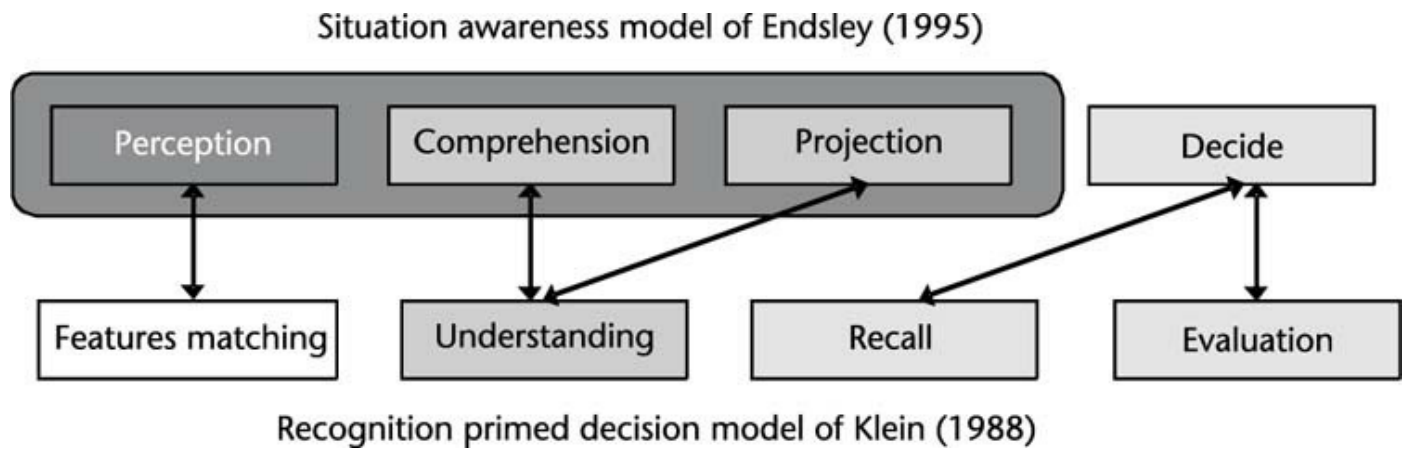 Situation awareness model of Endsley (1995)
Perception
Comprehension
Projection
Decide
Features matching
Understanding
Recall
Evaluation
Recognition primed decision model of Klein (1988)